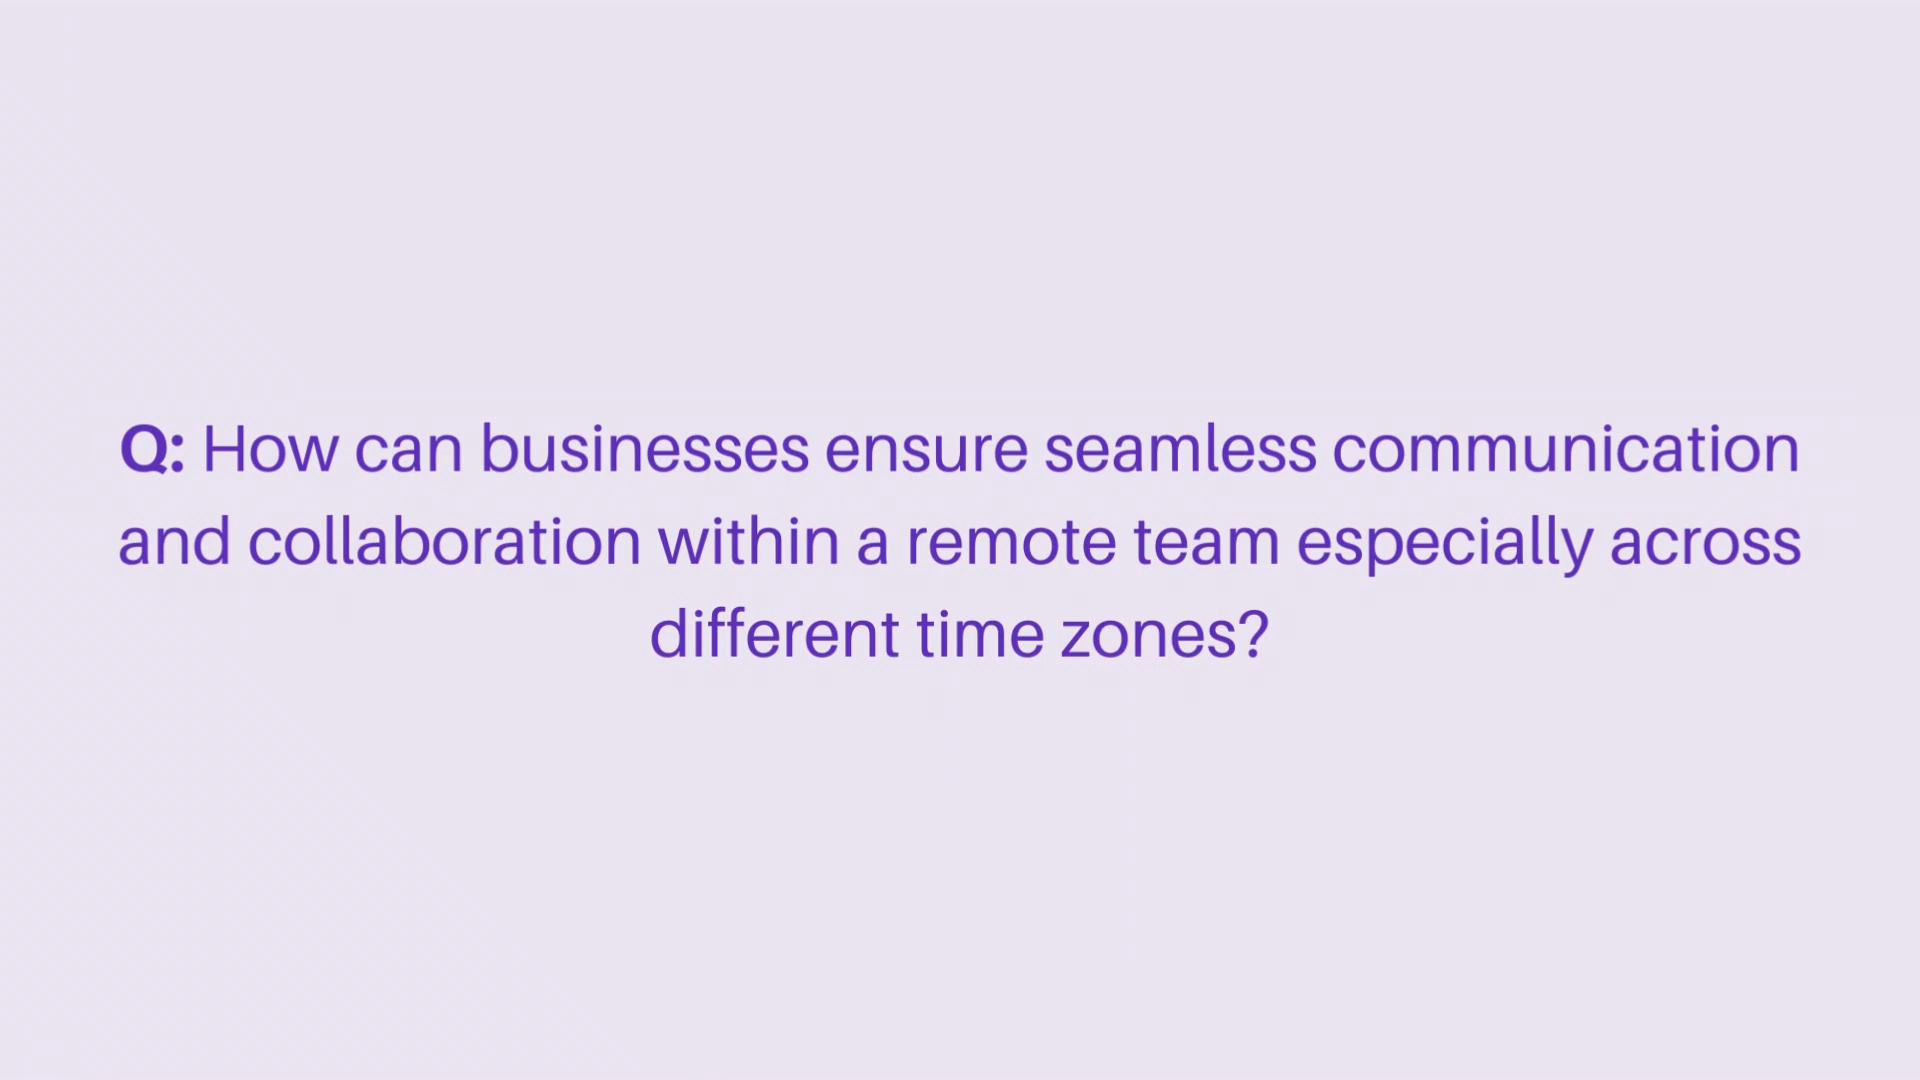 Q: How can businesses ensure seamless communication
and collaboration within a remote team especially across
different time zones?